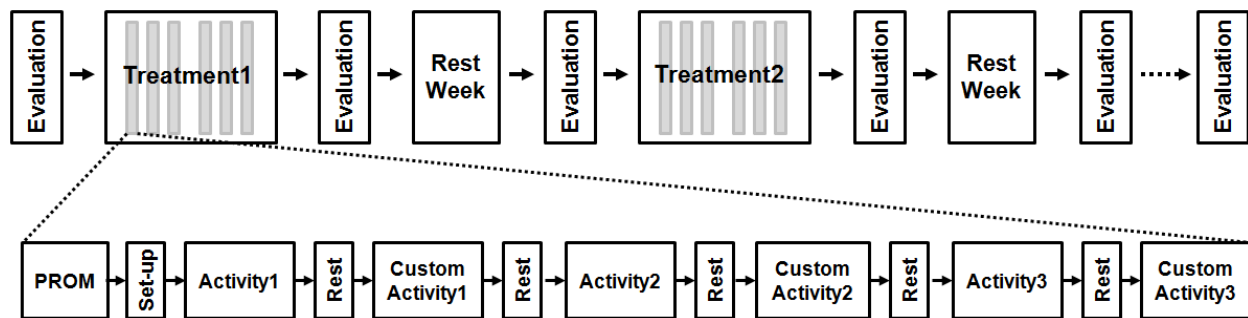 Evaluation
Treatment1
Evaluation
Rest
Week
Evaluation
Treatment2
Evaluation
Rest
Week
Evaluation
Evaluation
PROM
Set-up
Activity1
Rest
Custom
Activity1
Rest
Activity2
Rest
Custom
Activity2
Rest
Activity3
Rest
Custom
Activity3